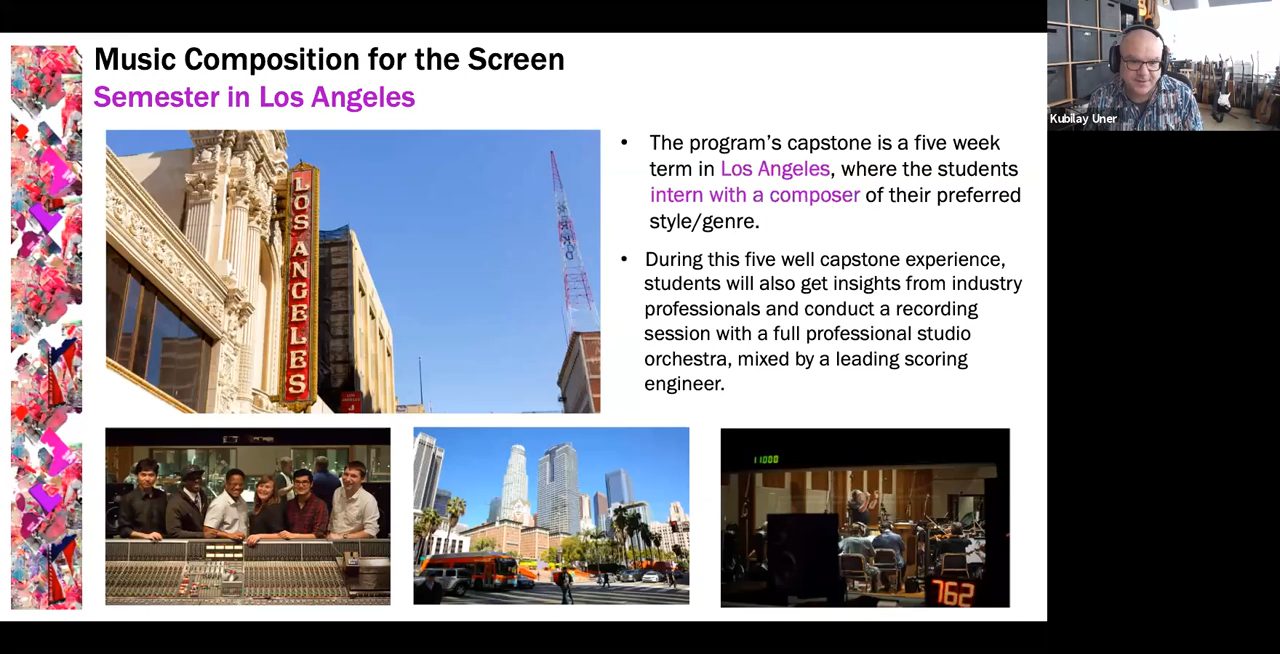 Music Composition for the Screen
Semester in Los Angeles
LOS ANGELES
• The program’s capstone is a five week
term in Los Angeles, where the students
intern with a composer of their preferred
style/genre.
• During this five well capstone experience,
students will also get insights from industry
professionals and conduct a recording
session with a full professional studio
orchestra, mixed by a leading scoring
engineer.
762
Kubilay Uner